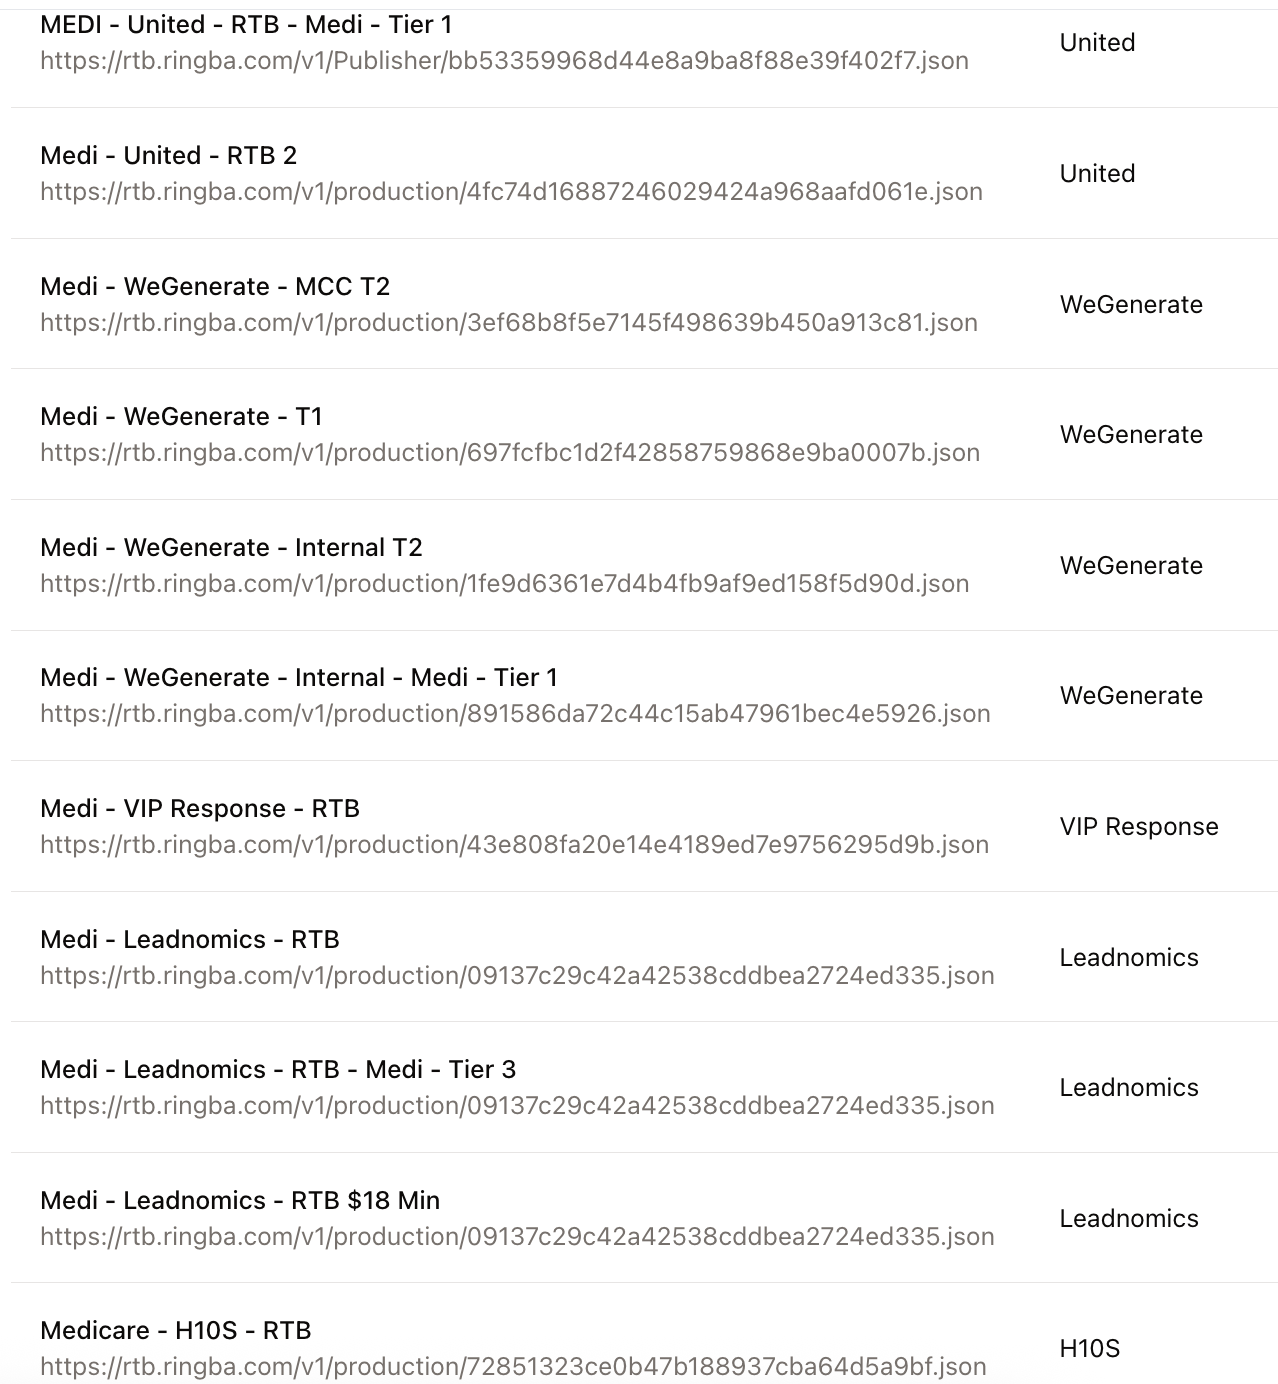 MEDI - United - RTB - Medi - Tier 1
https://rtb.ringba.com/v1/Publisher/bb53359968d44e8a9ba8f88e39f402f7.json
United
Medi - United - RTB 2
https://rtb.ringba.com/v1/production/4fc74d16887246029424a968aafd061e.json
United
Medi - WeGenerate - MCC T2
https://rtb.ringba.com/v1/production/3ef68b8f5e7145f498639b450a913c81.json
WeGenerate
Medi - WeGenerate - T1
https://rtb.ringba.com/v1/production/697fcfbc1d2f42858759868e9ba0007b.json
WeGenerate
Medi - WeGenerate - Internal T2
https://rtb.ringba.com/v1/production/1fe9d6361e7d4b4fb9af9ed158f5d90d.json
WeGenerate
Medi - WeGenerate - Internal - Medi - Tier 1
https://rtb.ringba.com/v1/production/891586da72c44c15ab47961bec4e5926.json
WeGenerate
Medi - VIP Response - RTB
https://rtb.ringba.com/v1/production/43e808fa20e14e4189ed7e9756295d9b.json
VIP Response
Medi - Leadnomics - RTB
https://rtb.ringba.com/v1/production/09137c29c42a42538cddbea2724ed335.json
Leadnomics
Medi - Leadnomics - RTB - Medi - Tier 3
https://rtb.ringba.com/v1/production/09137c29c42a42538cddbea2724ed335.json
Leadnomics
Medi - Leadnomics - RTB $18 Min
https://rtb.ringba.com/v1/production/09137c29c42a42538cddbea2724ed335.json
Leadnomics
Medicare - H10S - RTB
https://rtb.ringba.com/v1/production/72851323ce0b47b188937cba64d5a9bf.json
H10S